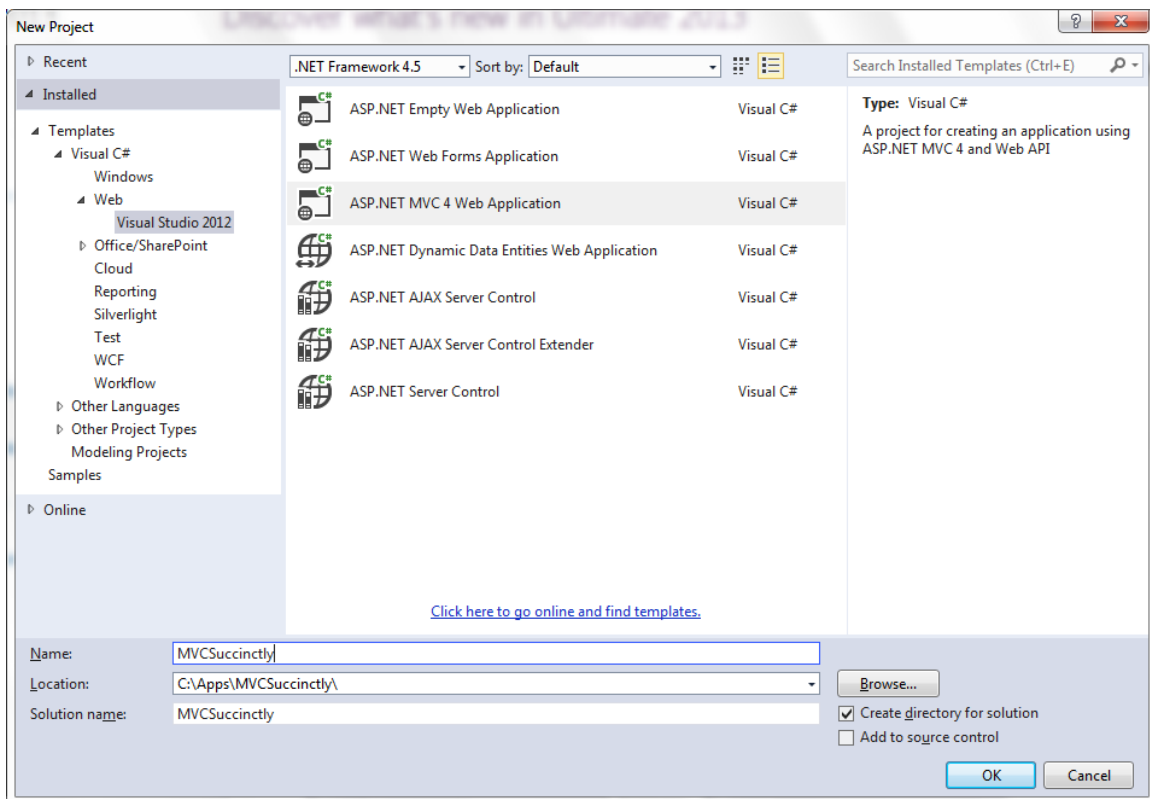 Discover what's new in Ultimate 2013
New Project
Recent
.NET Framework 4.5 Sort by: Default
Search Installed Templates (Ctrl+E)
Installed
Templates
Visual C#
Windows
Web
Visual Studio 2012
Office/SharePoint
Cloud
Reporting
Silverlight
Test
WCF
Workflow
Other Languages
Other Project Types
Modeling Projects
Samples
Online
C# ASP.NET Empty Web Application Visual C#
C# ASP.NET Web Forms Application Visual C#
C# ASP.NET MVC 4 Web Application Visual C#
C# ASP.NET Dynamic Data Entities Web Application Visual C#
C# ASP.NET AJAX Server Control Visual C#
C# ASP.NET AJAX Server Control Extender Visual C#
C# ASP.NET Server Control Visual C#
Click here to go online and find templates.
Type: Visual C#
A project for creating an application using
ASP.NET MVC 4 and Web API
Name: MVCSuccinctly
Location: C:\Apps\MVCSuccinctly\ Browse...
Solution name: MVCSuccinctly
Create directory for solution
Add to source control
OK Cancel